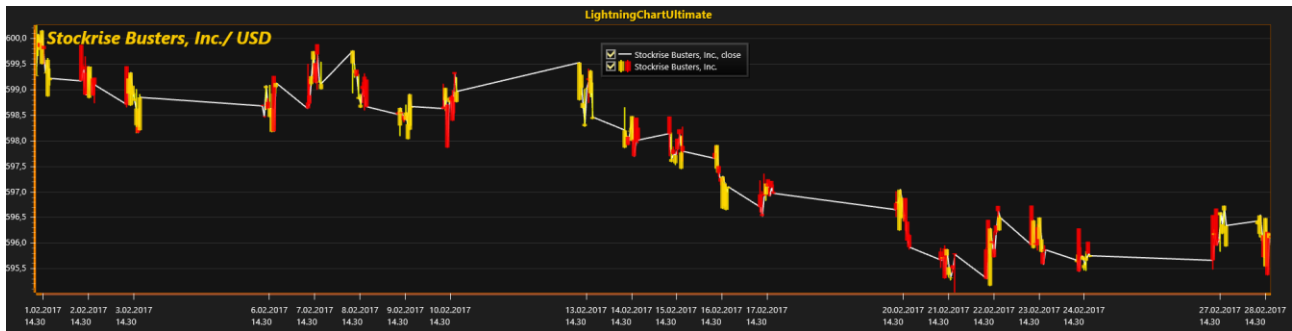 LightningChartUltimate
Stockrise Busters, Inc./ USD
Stockrise Busters, Inc., close
Stockrise Busters, Inc.
600,0
599,5
599,0
598,5
598,0
597,5
597,0
596,5
596,0
595,5
1.02.2017 2.02.2017 3.02.2017 6.02.2017 7.02.2017 8.02.2017 9.02.2017 10.02.2017 13.02.2017 14.02.2017 15.02.2017 16.02.2017 17.02.2017 20.02.2017 21.02.2017 22.02.2017 23.02.2017 24.02.2017 27.02.2017 28.02.2017
14.30 14.30 14.30 14.30 14.30 14.30 14.30 14.30 14.30 14.30 14.30 14.30 14.30 14.30 14.30 14.30 14.30 14.30 14.30 14.30